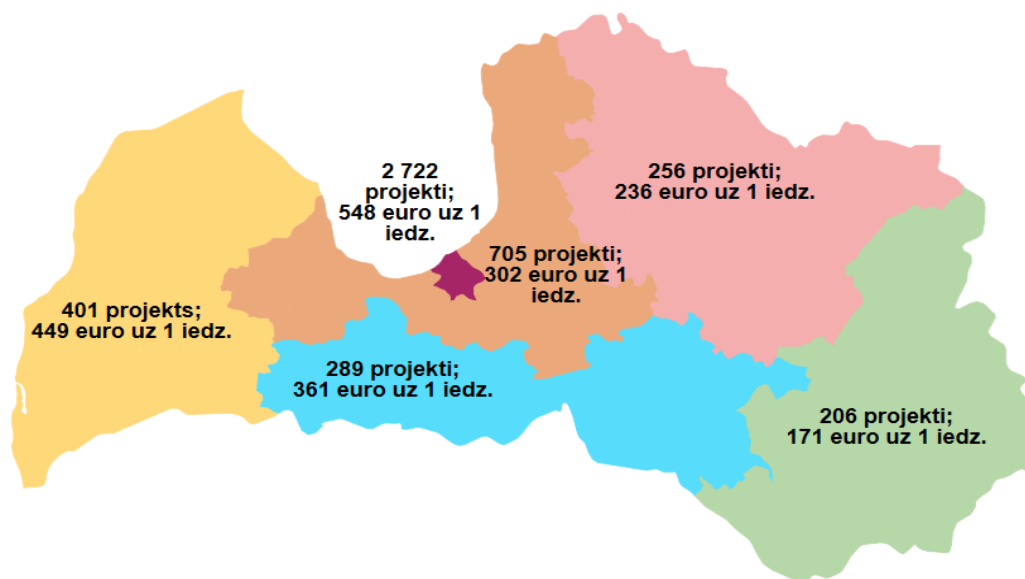 2 722
projekti;
548 euro uz 1
iedz.
256 projekti;
236 euro uz 1 iedz.
705 projekti;
302 euro uz 1
iedz.
401 projekts;
449 euro uz 1 iedz.
289 projekti;
361 euro uz 1 iedz.
206 projekti;
171 euro uz 1 iedz.